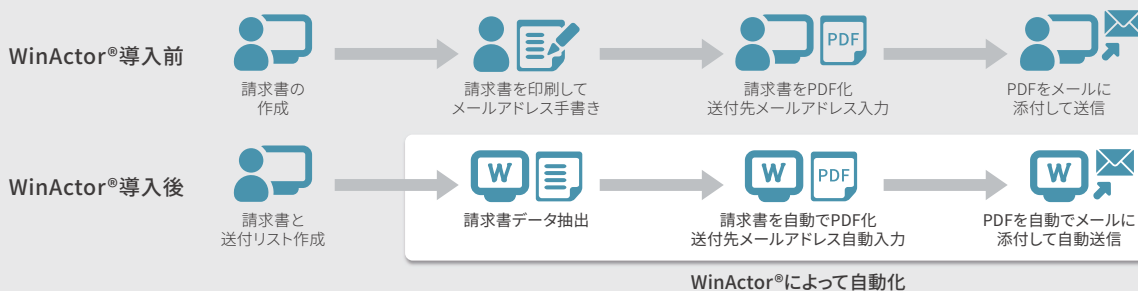 WinActor®導入前
PDF
請求書の
作成
請求書を印刷して
メールアドレス手書き
請求書をPDF化
送付先メールアドレス入力
PDFをメールに
添付して送信
WinActor®導入後
W
W
PDF
W
請求書と
送付リスト作成
請求書データ抽出
請求書を自動でPDF化
送付先メールアドレス自動入力
PDFを自動でメールに
添付して自動送信
WinActor®によって自動化